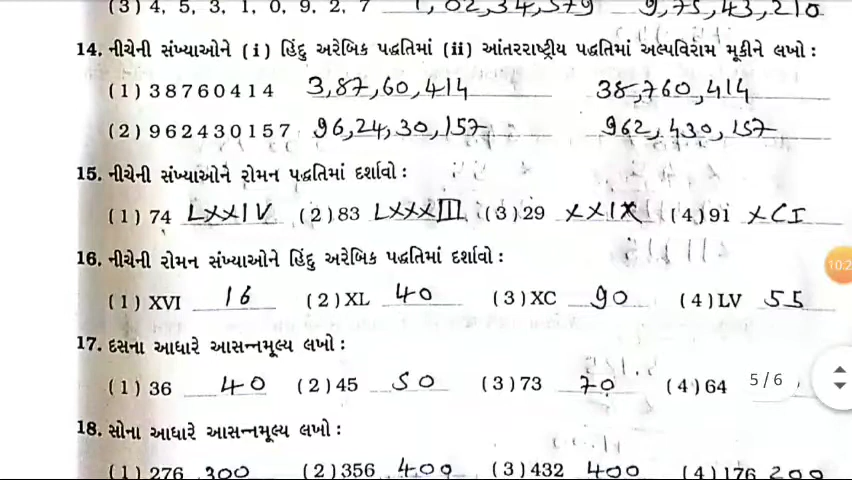 (3) 4, 5, 3, 1, 0, 9, 2, 7 1,02,34,579 9,75,43,210
14. નીચેની સંખ્યાઓને (i) હિંદુ અરેબિક પદ્ધતિમાં (ii) આંતરરાષ્ટ્રીય પદ્ધતિમાં અલ્પવિરામ મૂકીને લખો :
(1) 38760414 3,87,60,414 38,760,414
(2) 962430157 96,24,30,157 962,430,157
15. નીચેની સંખ્યાઓને રોમન પદ્ધતિમાં દર્શાવો :
(1) 74 LXXIV (2) 83 LXXXIII (3) 29 XXIX (4) 91 XCI
16. નીચેની રોમન સંખ્યાઓને હિંદુ અરેબિક પદ્ધતિમાં દર્શાવો :
(1) XVI 16 (2) XL 40 (3) XC 90 (4) LV 55
17. દસના આધારે આસન્નમૂલ્ય લખો :
(1) 36 40 (2) 45 50 (3) 73 70 (4) 64
5/6
18. સોના આધારે આસન્નમૂલ્ય લખો :
(1) 276 300 (2) 356 400 (3) 432 400 (4) 176 200